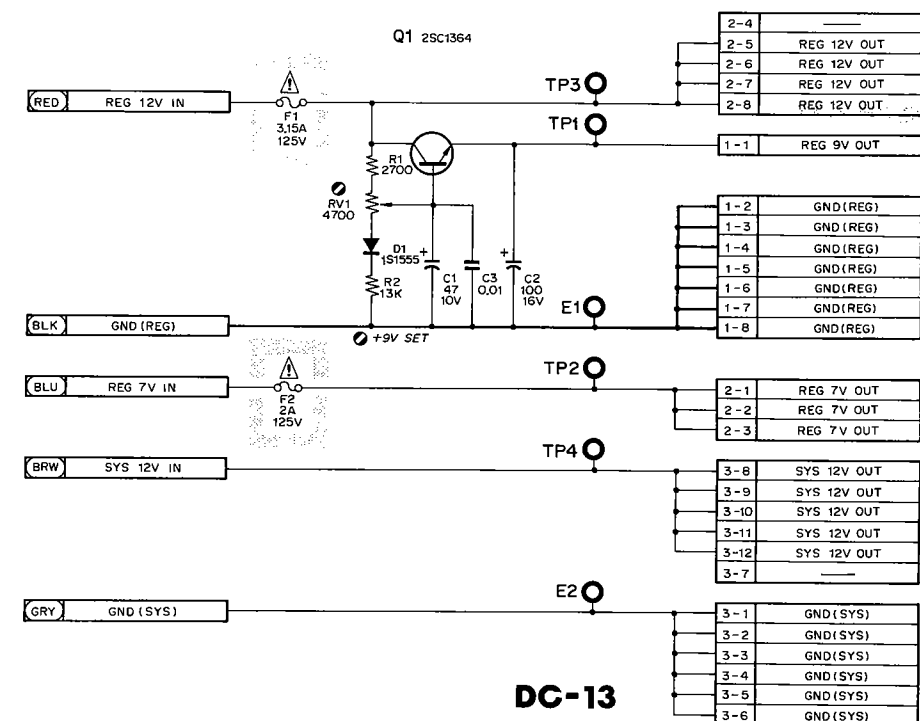 Q1 2SC1364
2-4
2-5 REG 12V OUT
2-6 REG 12V OUT
2-7 REG 12V OUT
2-8 REG 12V OUT
TP3
RED REG 12V IN
F1
3.15A
125V
TP1
1-1 REG 9V OUT
R1
2700
RV1
4700
D1
1S1555
R2
13K
+
C1
47
10V
C3
0.01
+
C2
100
16V
1-2 GND(REG)
1-3 GND(REG)
1-4 GND(REG)
1-5 GND(REG)
1-6 GND(REG)
1-7 GND(REG)
1-8 GND(REG)
E1
BLK GND (REG)
+9V SET
TP2
BLU REG 7V IN
F2
2A
125V
2-1 REG 7V OUT
2-2 REG 7V OUT
2-3 REG 7V OUT
TP4
BRW SYS 12V IN
3-8 SYS 12V OUT
3-9 SYS 12V OUT
3-10 SYS 12V OUT
3-11 SYS 12V OUT
3-12 SYS 12V OUT
3-7
E2
GRY GND (SYS)
3-1 GND(SYS)
3-2 GND(SYS)
3-3 GND(SYS)
3-4 GND(SYS)
3-5 GND(SYS)
3-6 GND(SYS)
DC-13